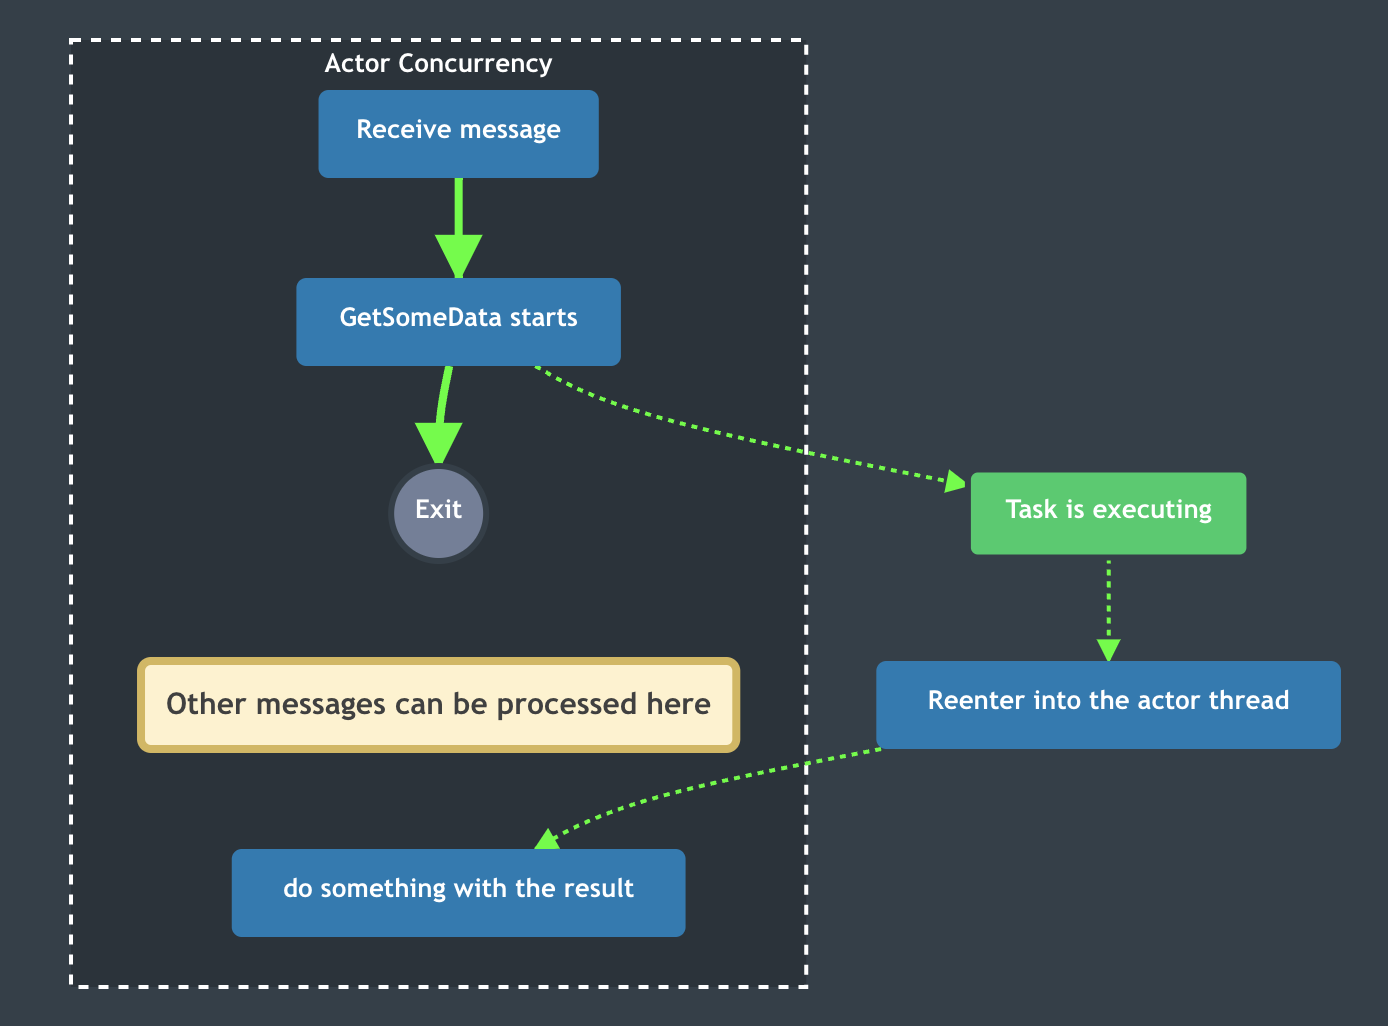 Actor Concurrency
Receive message
GetSomeData starts
Exit
Task is executing
Other messages can be processed here
Reenter into the actor thread
do something with the result